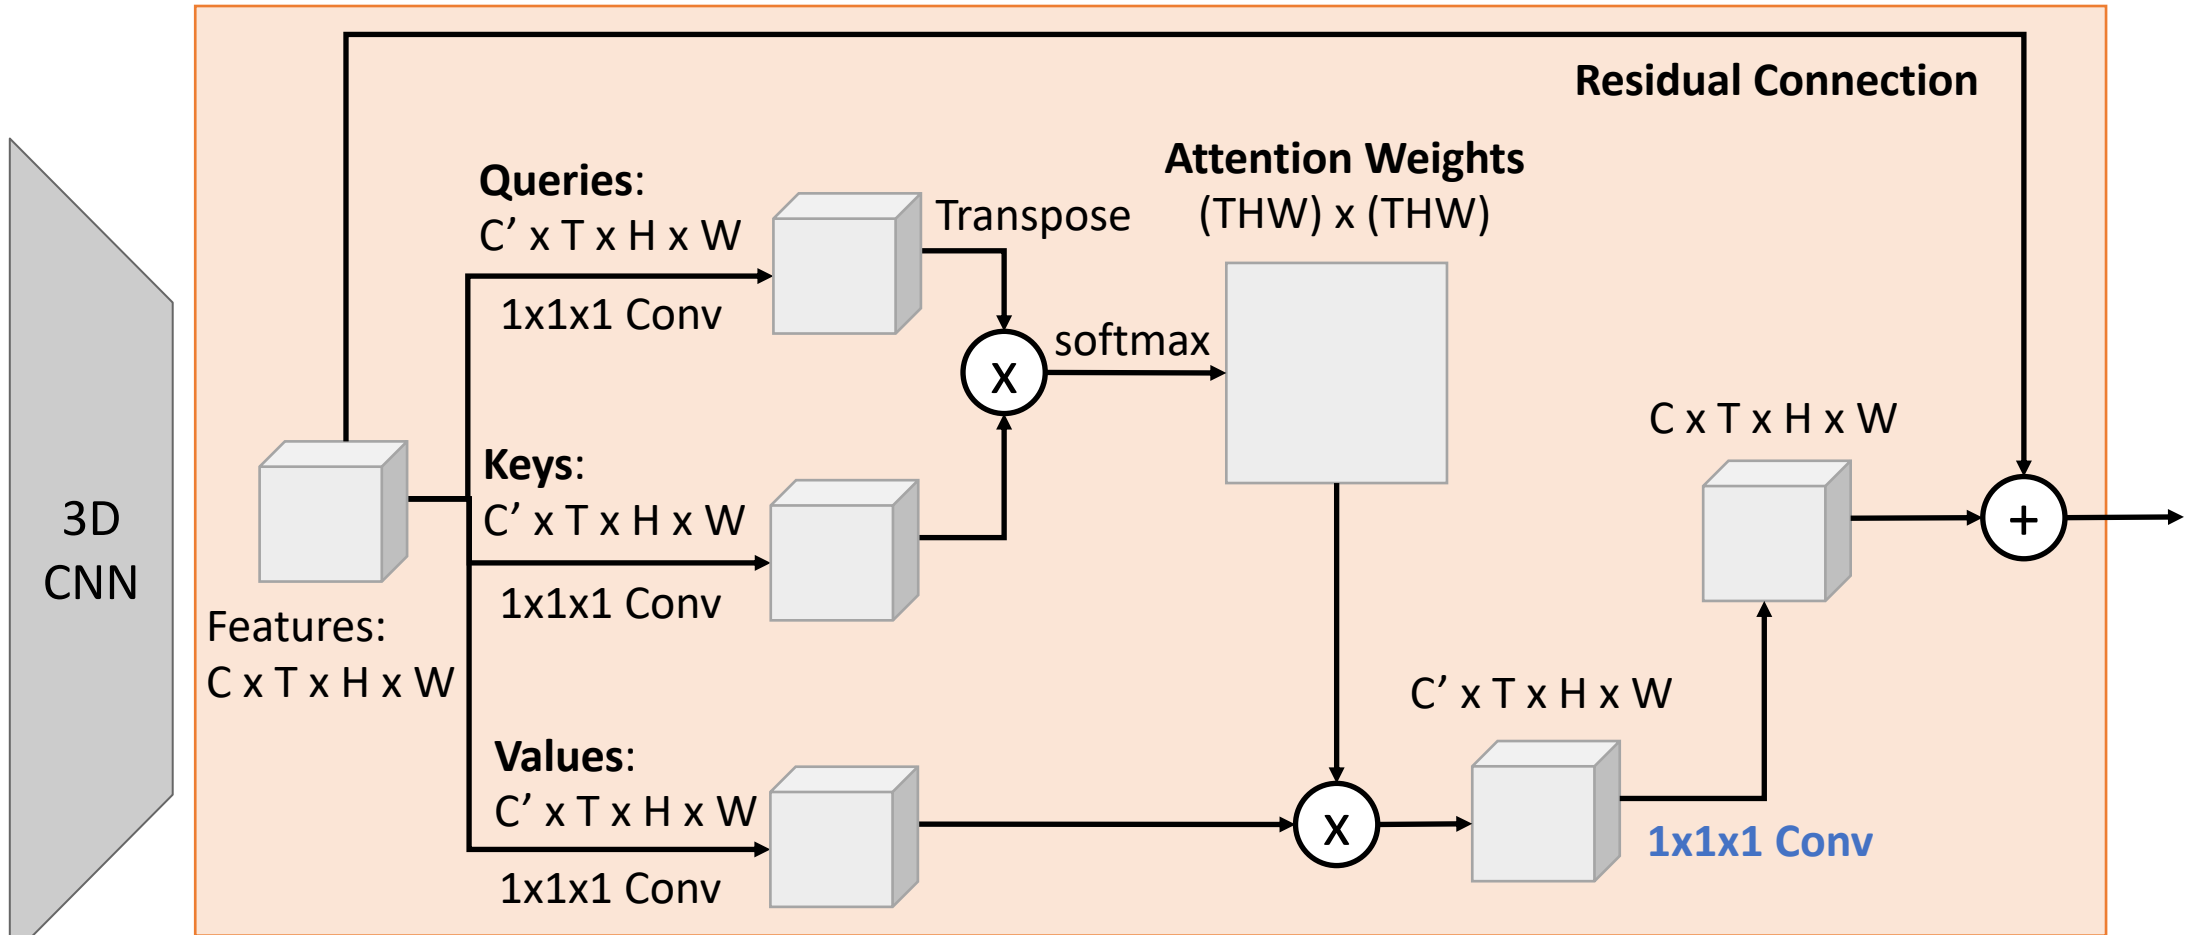 Residual Connection
Attention Weights
(THW) x (THW)
Queries:
C’ x T x H x W
1x1x1 Conv
Transpose
x
softmax
3D
CNN
Features:
C x T x H x W
Keys:
C’ x T x H x W
1x1x1 Conv
Values:
C’ x T x H x W
1x1x1 Conv
x
C’ x T x H x W
1x1x1 Conv
C x T x H x W
+